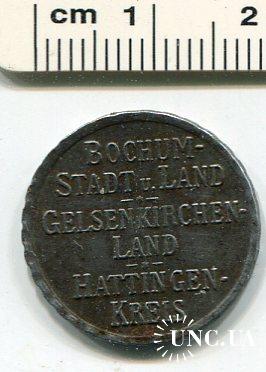 cm 1 2
BOCHUM-
STADT U. LAND
GELSENKIRCHEN-
LAND
HATTINGEN-
KREIS
UNC.UA